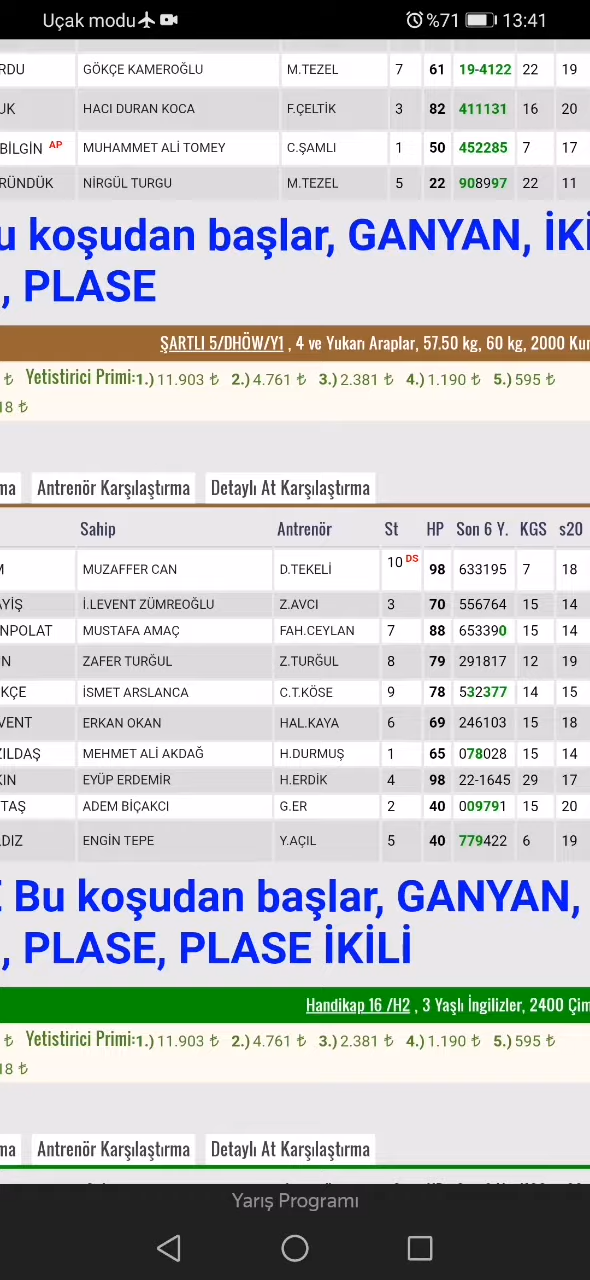 Uçak modu %71 13:41
RDU GÖKÇE KAMEROĞLU M.TEZEL 7 61 19-4122 22 19
UK HACI DURAN KOCA F.ÇELTİK 3 82 411131 16 20
BİLGİN AP MUHAMMET ALİ TOMEY C.ŞAMLI 1 50 452285 7 17
RÜNDÜK NİRGÜL TURGU M.TEZEL 5 22 908997 22 11
u koşudan başlar, GANYAN, İKİ
, PLASE
ŞARTLI 5/DHÖW/Y1 , 4 ve Yukarı Araplar, 57.50 kg, 60 kg, 2000 Kum
₺ Yetistirici Primi:1.) 11.903 ₺ 2.) 4.761 ₺ 3.) 2.381 ₺ 4.) 1.190 ₺ 5.) 595 ₺
18 ₺
ma Antrenör Karşılaştırma Detaylı At Karşılaştırma
Sahip Antrenör St HP Son 6 Y. KGS s20
M MUZAFFER CAN D.TEKELİ 10 DS 98 633195 7 18
AYİŞ İ.LEVENT ZÜMREOĞLU Z.AVCI 3 70 556764 15 14
NPOLAT MUSTAFA AMAÇ FAH.CEYLAN 7 88 653390 15 14
N ZAFER TURĞUL Z.TURĞUL 8 79 291817 12 19
KÇE İSMET ARSLANCA C.T.KÖSE 9 78 532377 14 15
VENT ERKAN OKAN HAL.KAYA 6 69 246103 15 18
ZILDAŞ MEHMET ALİ AKDAĞ H.DURMUŞ 1 65 078028 15 14
KIN EYÜP ERDEMİR H.ERDİK 4 98 22-1645 29 17
TAŞ ADEM BİÇAKCI G.ER 2 40 009791 15 20
DIZ ENGİN TEPE Y.AÇIL 5 40 779422 6 19
E Bu koşudan başlar, GANYAN,
, PLASE, PLASE İKİLİ
Handikap 16 /H2 , 3 Yaşlı İngilizler, 2400 Çim
₺ Yetistirici Primi:1.) 11.903 ₺ 2.) 4.761 ₺ 3.) 2.381 ₺ 4.) 1.190 ₺ 5.) 595 ₺
18 ₺
ma Antrenör Karşılaştırma Detaylı At Karşılaştırma
Yarış Programı